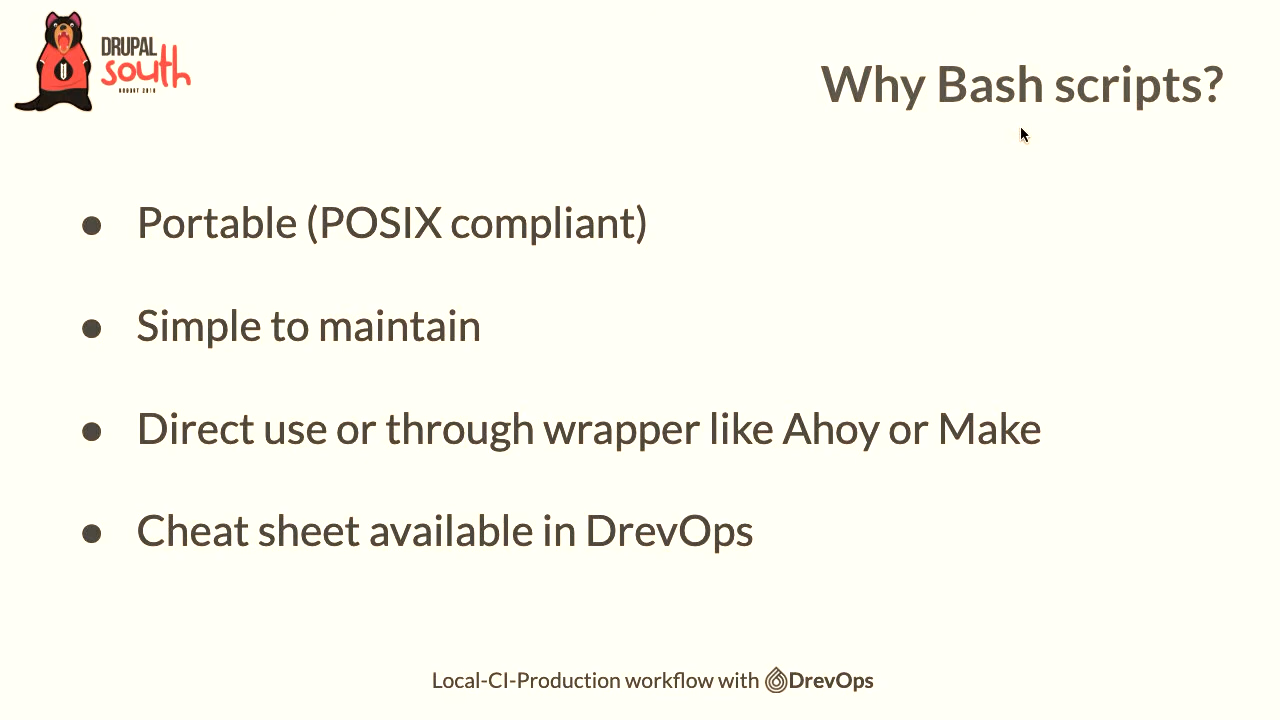 DRUPAL
south
Why Bash scripts?
● Portable (POSIX compliant)
● Simple to maintain
● Direct use or through wrapper like Ahoy or Make
● Cheat sheet available in DrevOps
Local-CI-Production workflow with DrevOps